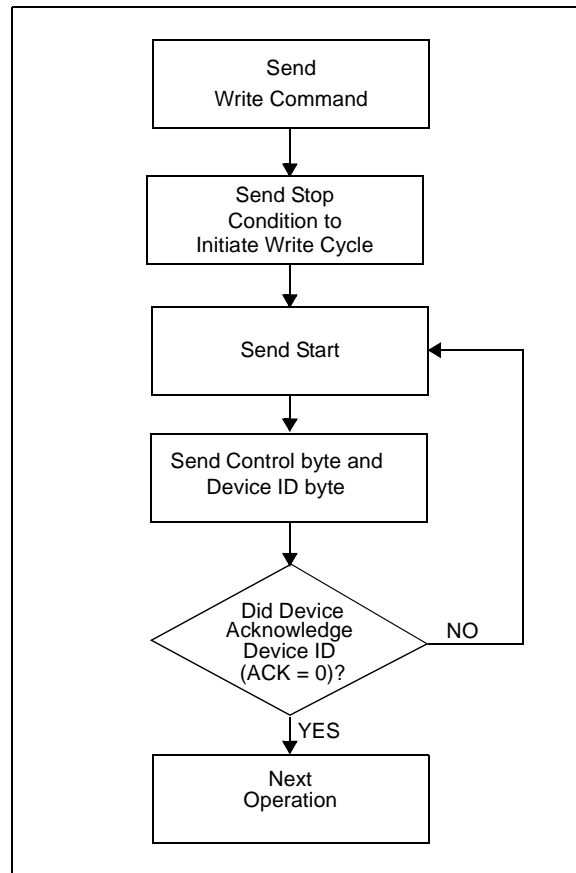 Send
Write Command
Send Stop
Condition to
Initiate Write Cycle
Send Start
Send Control byte and
Device ID byte
Did Device
Acknowledge
Device ID
(ACK = 0)?
NO
YES
Next
Operation